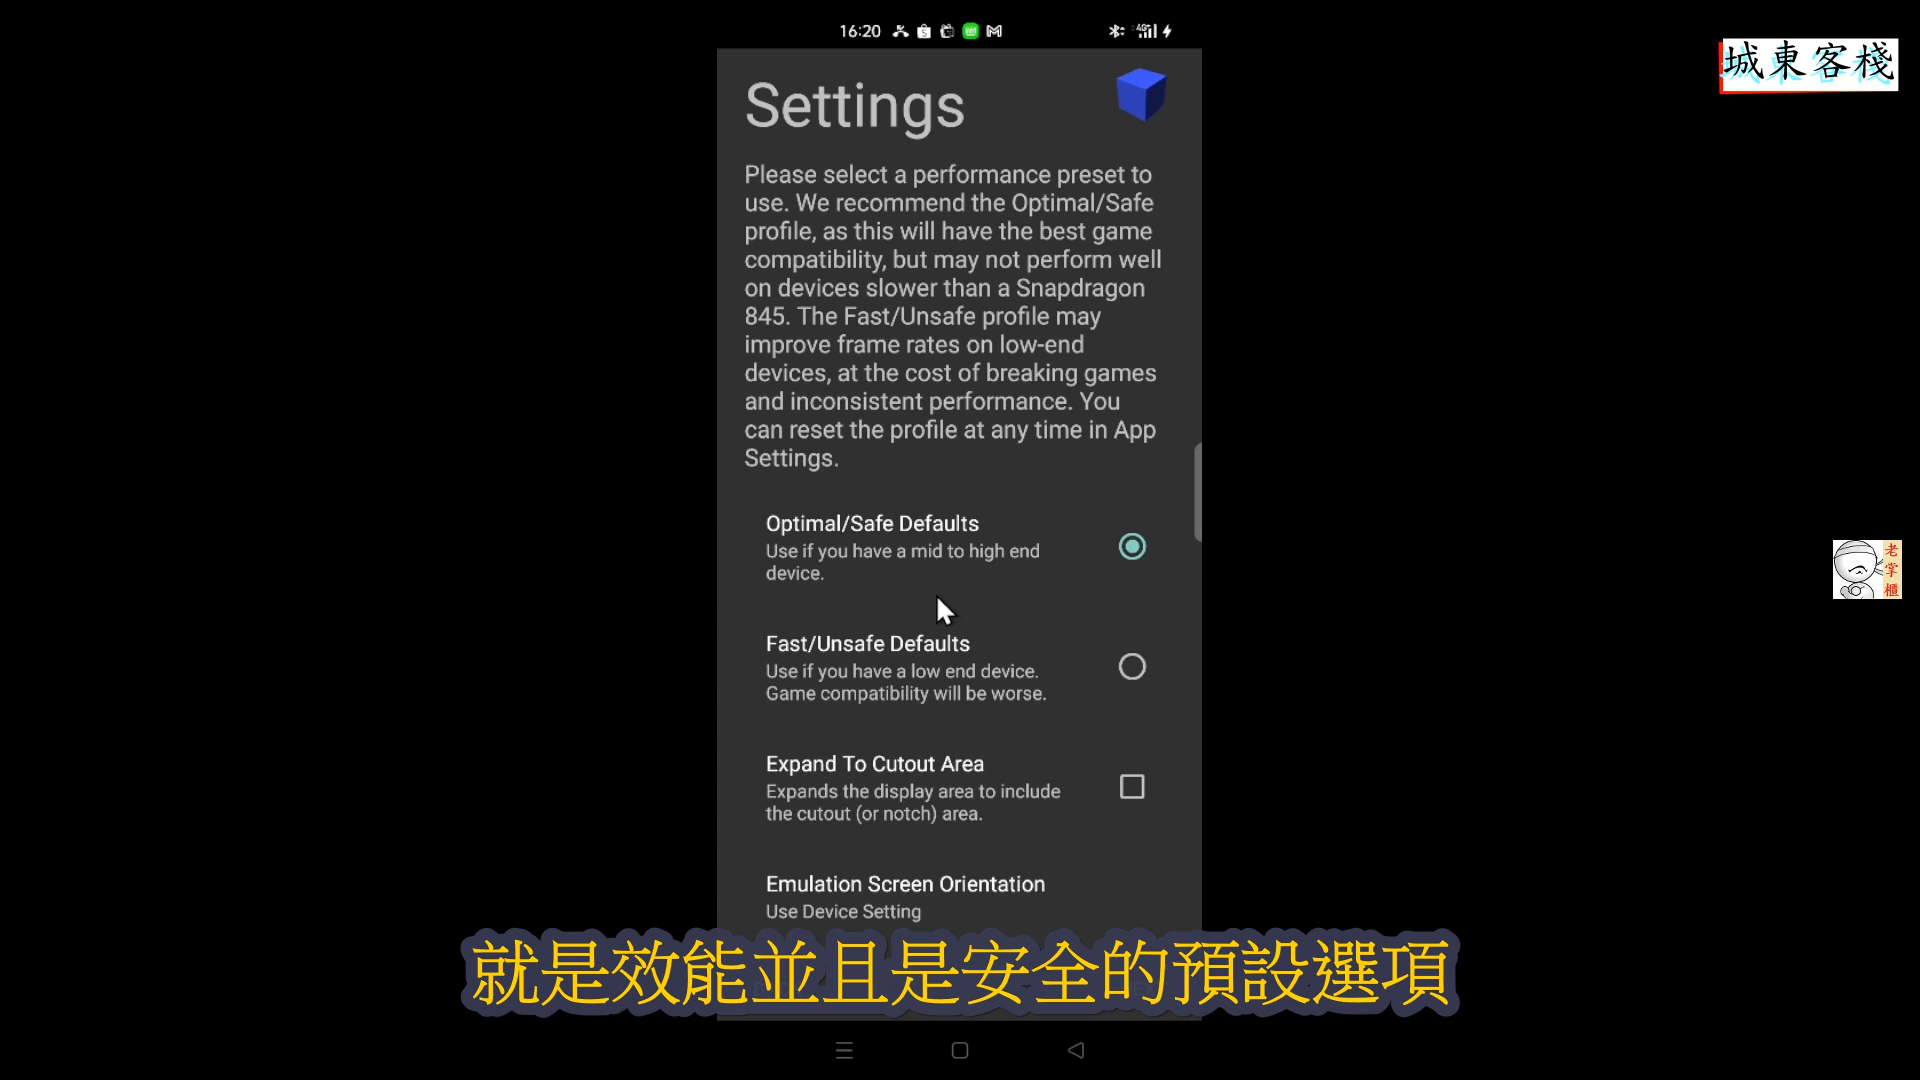 16:20
城東客棧
Settings
Please select a performance preset to
use. We recommend the Optimal/Safe
profile, as this will have the best game
compatibility, but may not perform well
on devices slower than a Snapdragon
845. The Fast/Unsafe profile may
improve frame rates on low-end
devices, at the cost of breaking games
and inconsistent performance. You
can reset the profile at any time in App
Settings.
Optimal/Safe Defaults
Use if you have a mid to high end
device.
老掌櫃
Fast/Unsafe Defaults
Use if you have a low end device.
Game compatibility will be worse.
Expand To Cutout Area
Expands the display area to include
the cutout (or notch) area.
Emulation Screen Orientation
Use Device Setting
就是效能並且是安全的預設選項